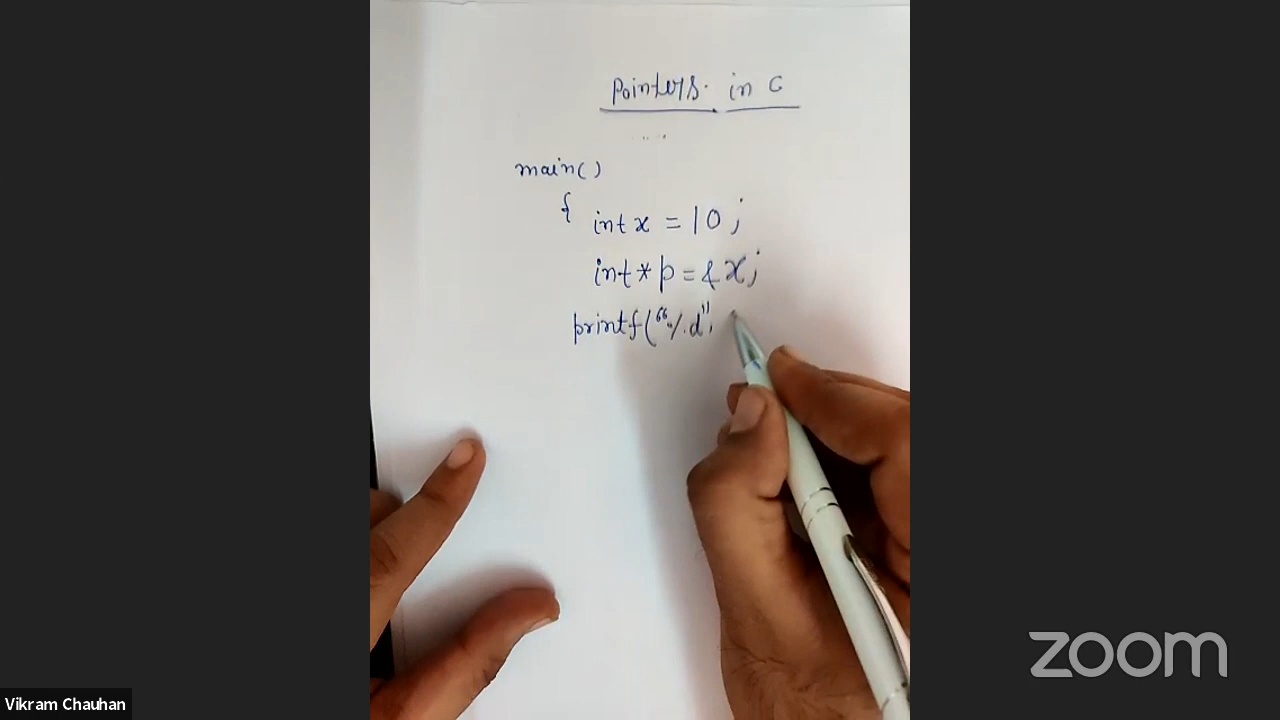 Pointers in C
main()
{ int x = 10;
int * p = & x;
printf("%d",
zoom
Vikram Chauhan